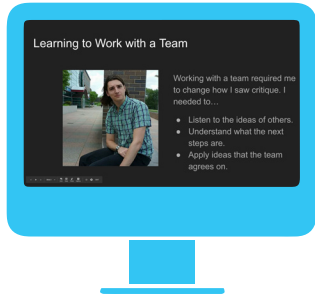 Learning to Work with a Team
Working with a team required me
to change how I saw critique. I
needed to…
● Listen to the ideas of others.
● Understand what the next
steps are.
● Apply ideas that the team
agrees on.